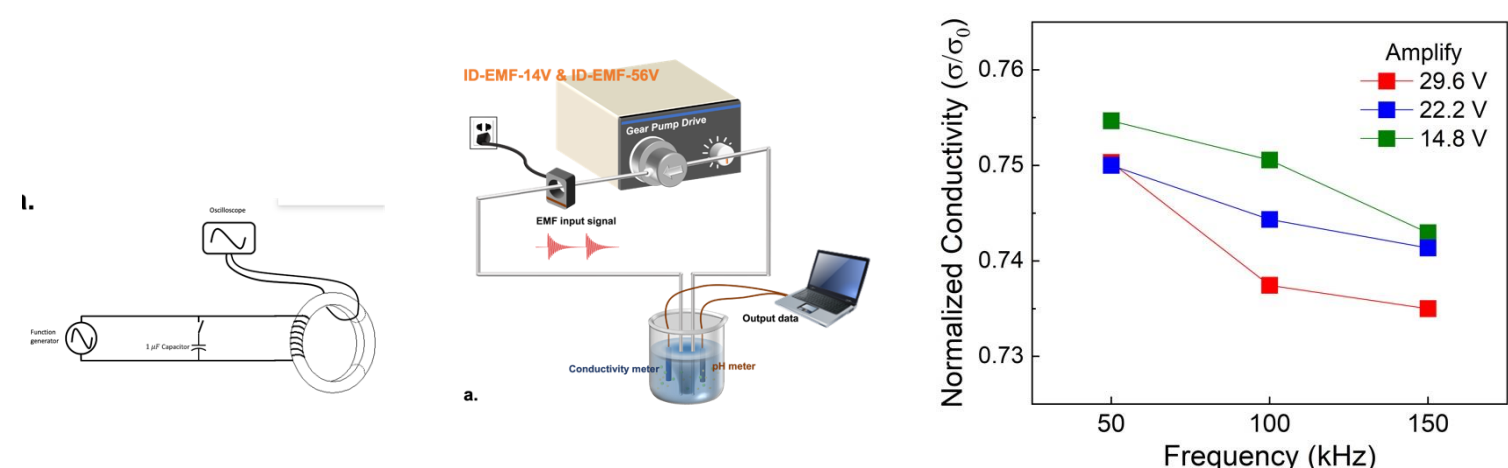 ı.
Oscilloscope
Function
generator
1 μF Capacitor
ID-EMF-14V & ID-EMF-56V
Gear Pump Drive
EMF input signal
Output data
Conductivity meter
pH meter
a.
Normalized Conductivity (σ/σ₀)
0.76
0.75
0.74
0.73
Amplify
29.6 V
22.2 V
14.8 V
50
100
150
Frequency (kHz)